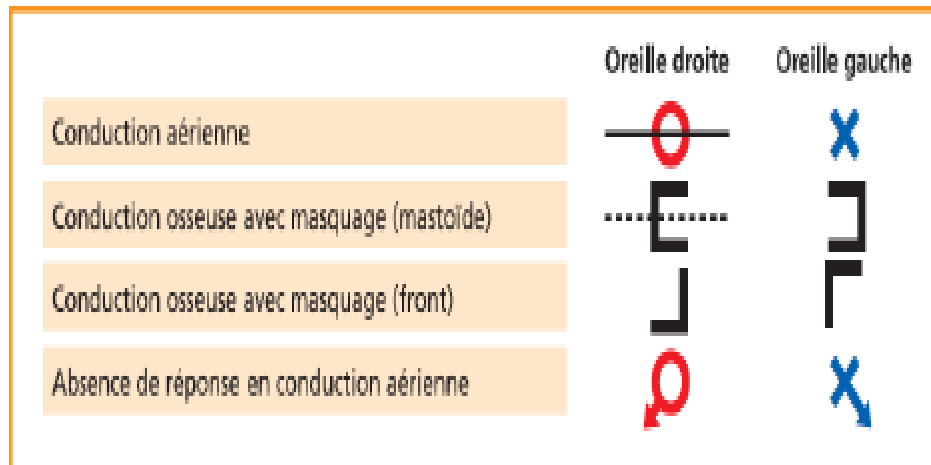 Oreille droite Oreille gauche
Conduction aérienne
Conduction osseuse avec masquage (mastoïde)
Conduction osseuse avec masquage (front)
Absence de réponse en conduction aérienne